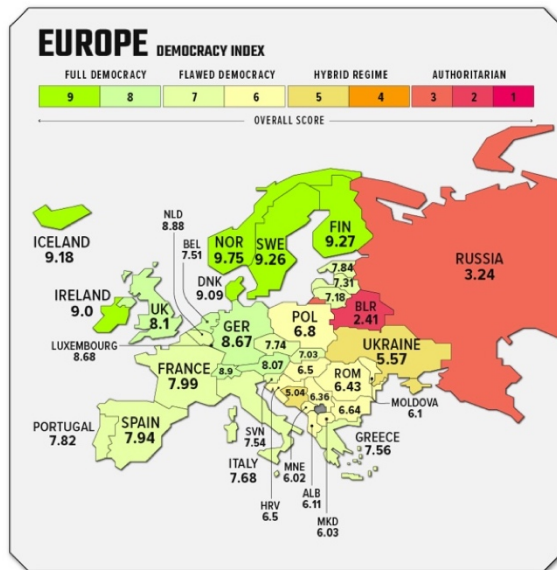 EUROPE DEMOCRACY INDEX
FULL DEMOCRACY FLAWED DEMOCRACY HYBRID REGIME AUTHORITARIAN
9 8 7 6 5 4 3 2 1
OVERALL SCORE
ICELAND
9.18
NLD
8.88
BEL
7.51
NOR
9.75
SWE
9.26
FIN
9.27
RUSSIA
3.24
DNK
9.09
7.84
7.31
7.18
IRELAND
9.0
UK
8.1
BLR
2.41
LUXEMBOURG
8.68
GER
8.67
POL
6.8
UKRAINE
5.57
7.74
7.03
FRANCE
7.99
8.9
8.07
6.5
ROM
6.43
MOLDOVA
6.1
5.04
6.36
6.64
PORTUGAL
7.82
SPAIN
7.94
SVN
7.54
ITALY
7.68
MNE
6.02
GREECE
7.56
HRV
6.5
ALB
6.11
MKD
6.03